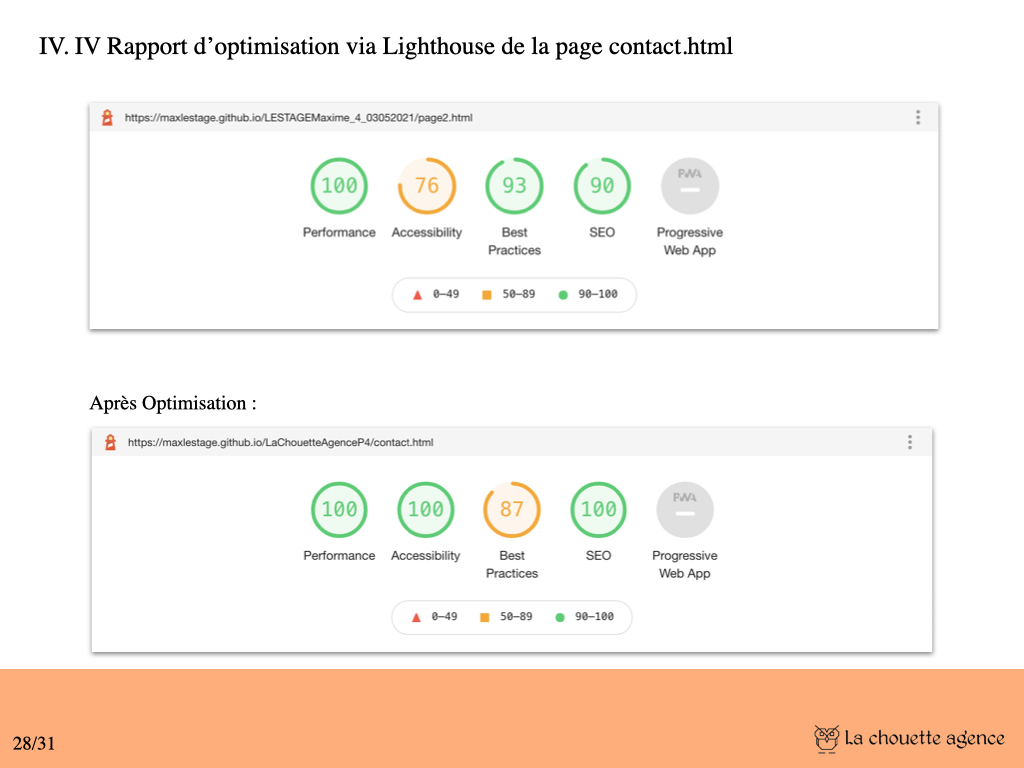 IV. IV Rapport d’optimisation via Lighthouse de la page contact.html
https://maxlestage.github.io/LESTAGEMaxime_4_03052021/page2.html
100 76 93 90 PWA
Performance Accessibility Best Practices SEO Progressive Web App
0–49 50–89 90–100
Après Optimisation :
https://maxlestage.github.io/LaChouetteAgenceP4/contact.html
100 100 87 100 PWA
Performance Accessibility Best Practices SEO Progressive Web App
0–49 50–89 90–100
28/31
La chouette agence